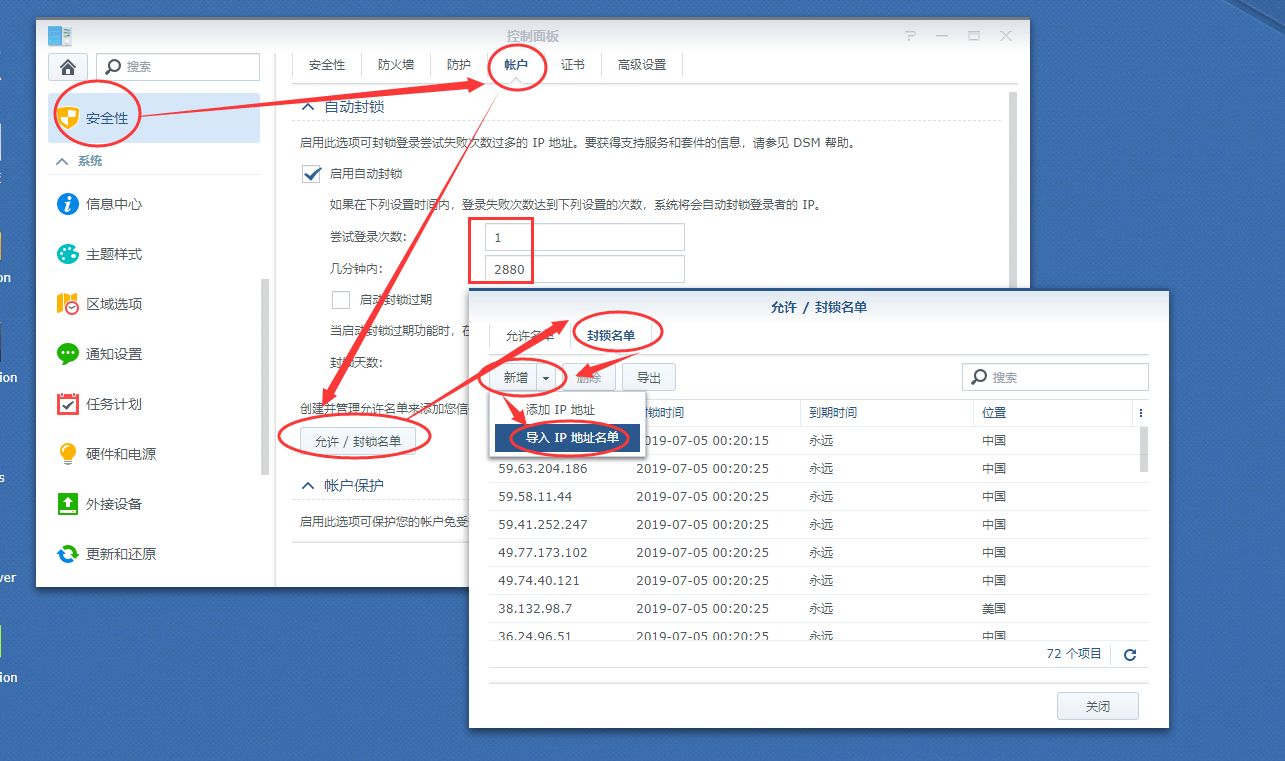 控制面板
搜索
安全性
防火墙
防护
帐户
证书
高级设置
安全性
系统
信息中心
主题样式
区域选项
通知设置
任务计划
硬件和电源
外接设备
更新和还原
自动封锁
启用此选项可封锁登录尝试失败次数过多的 IP 地址。要获得支持服务和套件的信息，请参见 DSM 帮助。
启用自动封锁
如果在下列设置时间内，登录失败次数达到下列设置的次数，系统将会自动封锁登录者的 IP。
尝试登录次数:
1
几分钟内:
2880
启动封锁过期
当启动封锁过期功能时，在
封锁天数:
创建并管理允许名单来添加您信
允许 / 封锁名单
帐户保护
启用此选项可保护您的帐户免受
允许 / 封锁名单
允许名单
封锁名单
新增
删除
导出
搜索
添加 IP 地址
导入 IP 地址名单
锁时间
到期时间
位置
019-07-05 00:20:15
永远
中国
59.63.204.186
2019-07-05 00:20:25
永远
中国
59.58.11.44
2019-07-05 00:20:25
永远
中国
59.41.252.247
2019-07-05 00:20:25
永远
中国
49.77.173.102
2019-07-05 00:20:25
永远
中国
49.74.40.121
2019-07-05 00:20:25
永远
中国
38.132.98.7
2019-07-05 00:20:25
永远
美国
36.24.96.51
2019-07-05 00:20:25
永远
中国
72 个项目
关闭
on
ion
s
ver
ion